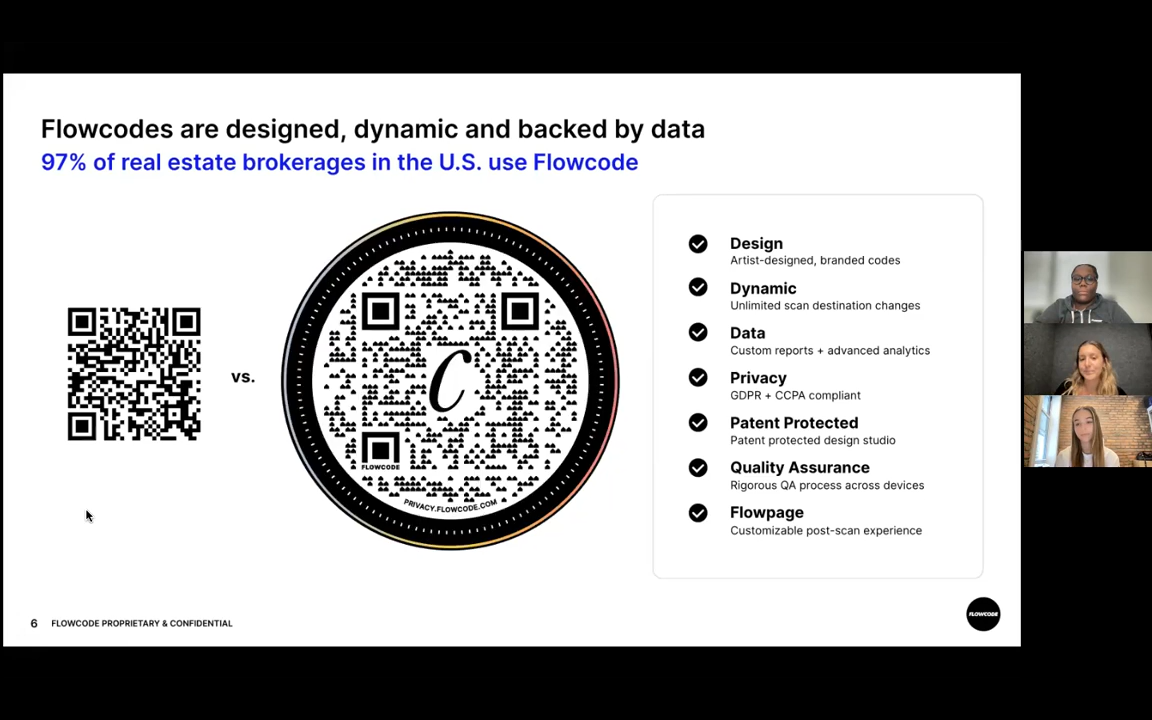 Flowcodes are designed, dynamic and backed by data
97% of real estate brokerages in the U.S. use Flowcode
vs.
C
FLOWCODE
PRIVACY.FLOWCODE.COM
Design
Artist-designed, branded codes
Dynamic
Unlimited scan destination changes
Data
Custom reports + advanced analytics
Privacy
GDPR + CCPA compliant
Patent Protected
Patent protected design studio
Quality Assurance
Rigorous QA process across devices
Flowpage
Customizable post-scan experience
6 FLOWCODE PROPRIETARY & CONFIDENTIAL
FLOWCODE